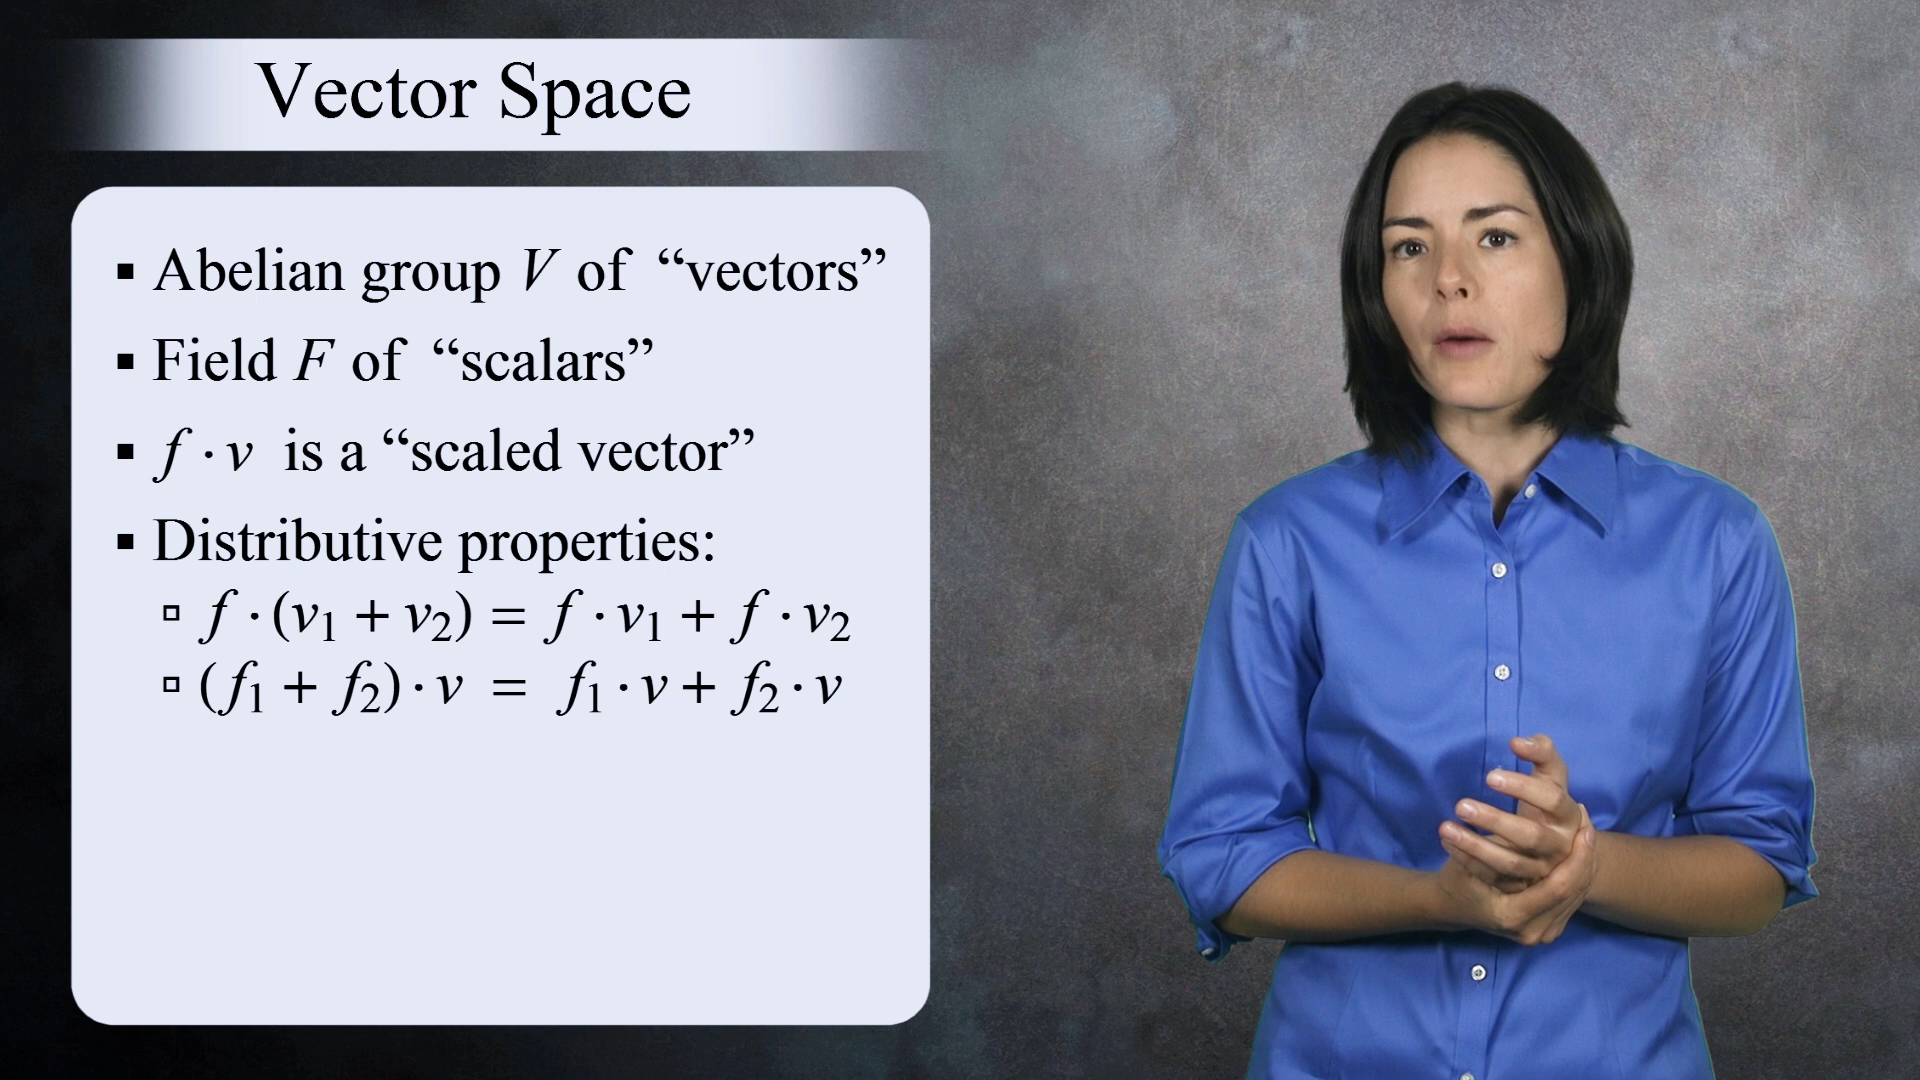 Vector Space
▪ Abelian group V of “vectors”
▪ Field F of “scalars”
▪ f · v is a “scaled vector”
▪ Distributive properties:
▫ f · (v₁ + v₂) = f · v₁ + f · v₂
▫ (f₁ + f₂) · v = f₁ · v + f₂ · v